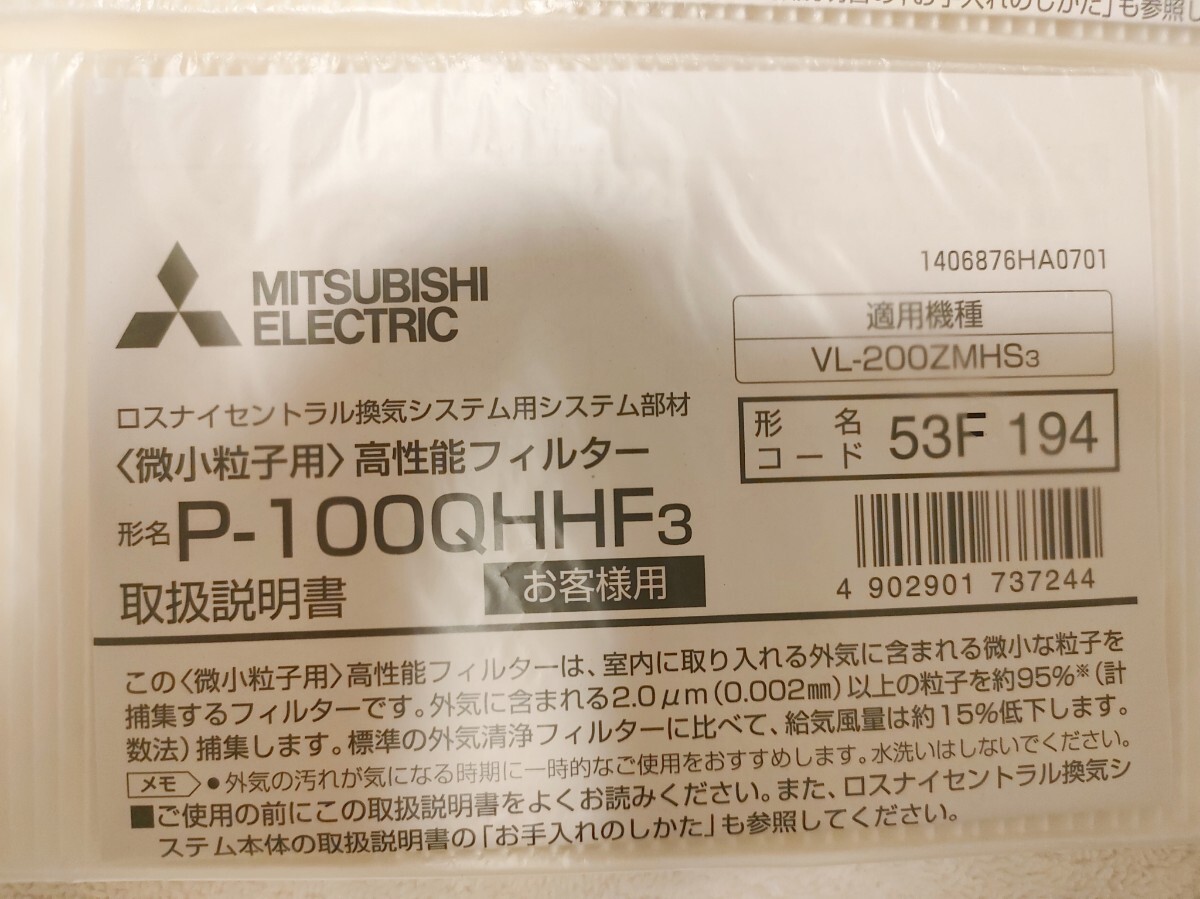 お手入れのしかた」も参照し
MITSUBISHI
ELECTRIC
1406876HA0701
適用機種
VL-200ZMHS3
ロスナイセントラル換気システム用システム部材
〈微小粒子用〉高性能フィルター
形名 コード 53F 194
形名 P-100QHHF3
取扱説明書 お客様用
4 902901 737244
この〈微小粒子用〉高性能フィルターは、室内に取り入れる外気に含まれる微小な粒子を
捕集するフィルターです。外気に含まれる2.0μm(0.002㎜)以上の粒子を約95%※(計
数法)捕集します。標準の外気清浄フィルターに比べて、給気風量は約15%低下します。
メモ ●外気の汚れが気になる時期に一時的なご使用をおすすめします。水洗いはしないでください。
■ご使用の前にこの取扱説明書をよくお読みください。また、ロスナイセントラル換気シ
ステム本体の取扱説明書の「お手入れのしかた」も参照してください。